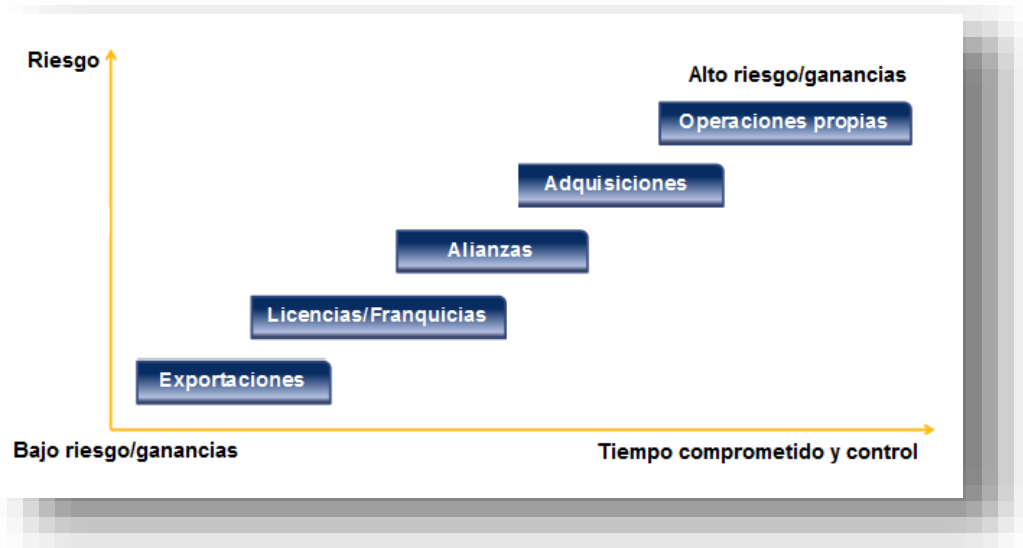 Riesgo
Alto riesgo/ganancias
Operaciones propias
Adquisiciones
Alianzas
Licencias/Franquicias
Exportaciones
Bajo riesgo/ganancias
Tiempo comprometido y control